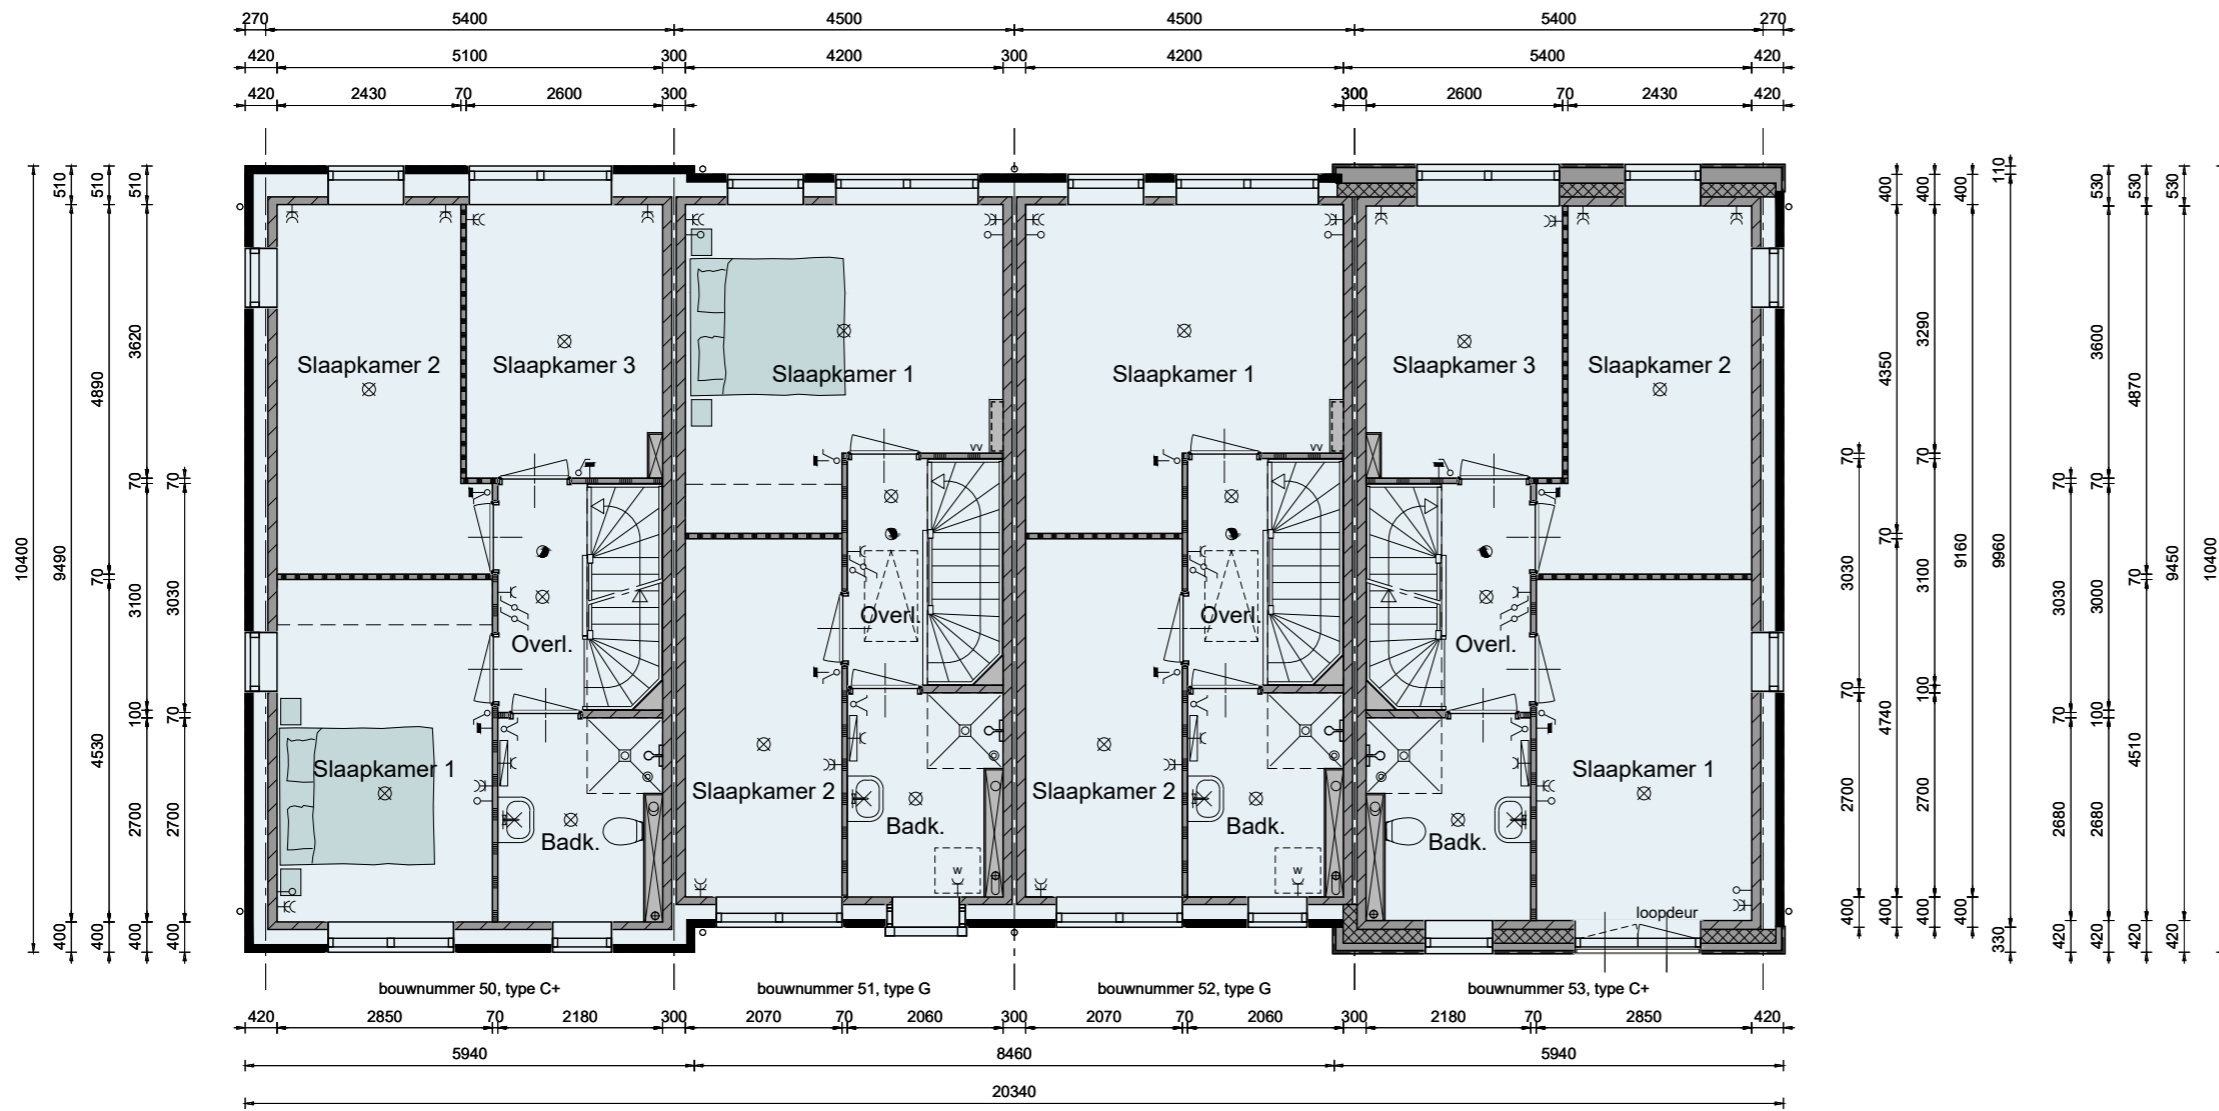 270 5400 4500 4500 5400 270
420 5100 300 4200 300 4200 5400 420
420 2430 70 2600 300 300 2600 70 2430 420
10400
510 9490 400
510 4890 70 4530 400
510 3620 70 3100 100 2700 400
70 3030 70 2700 400
Slaapkamer 2
Slaapkamer 3
Slaapkamer 1
Slaapkamer 1
Slaapkamer 3
Slaapkamer 2
vv
vv
Overl.
Overl.
Overl.
Overl.
Slaapkamer 1
Slaapkamer 2
Slaapkamer 2
Slaapkamer 1
Badk.
Badk.
Badk.
Badk.
w
w
loopdeur
70 3030 70 2700 400
400 4350 70 4740 400
400 3290 70 3100 100 2700 400
400 9160 400
110 9960 330
70 3030 70 2680 420
530 3600 70 3000 100 2680 420
530 4870 70 4510 420
530 9450 420
10400
bouwnummer 50, type C+
bouwnummer 51, type G
bouwnummer 52, type G
bouwnummer 53, type C+
420 2850 70 2180 300 2070 70 2060 300 2070 70 2060 300 2180 70 2850 420
5940 8460 5940
20340